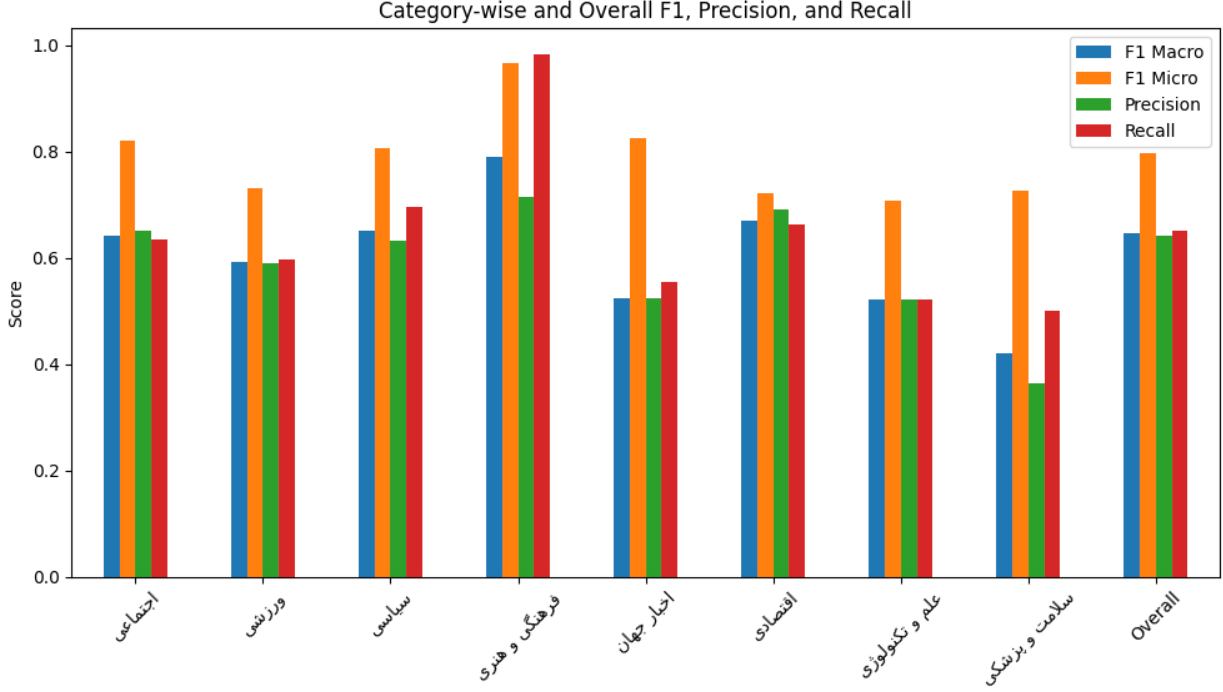 Category-wise and Overall F1, Precision, and Recall
F1 Macro
F1 Micro
Precision
Recall
Score
1.0
0.8
0.6
0.4
0.2
0.0
اجتماعی
ورزشی
سیاسی
فرهنگی و هنری
اخبار جهان
اقتصادی
علم و تکنولوژی
سلامت و پزشکی
Overall